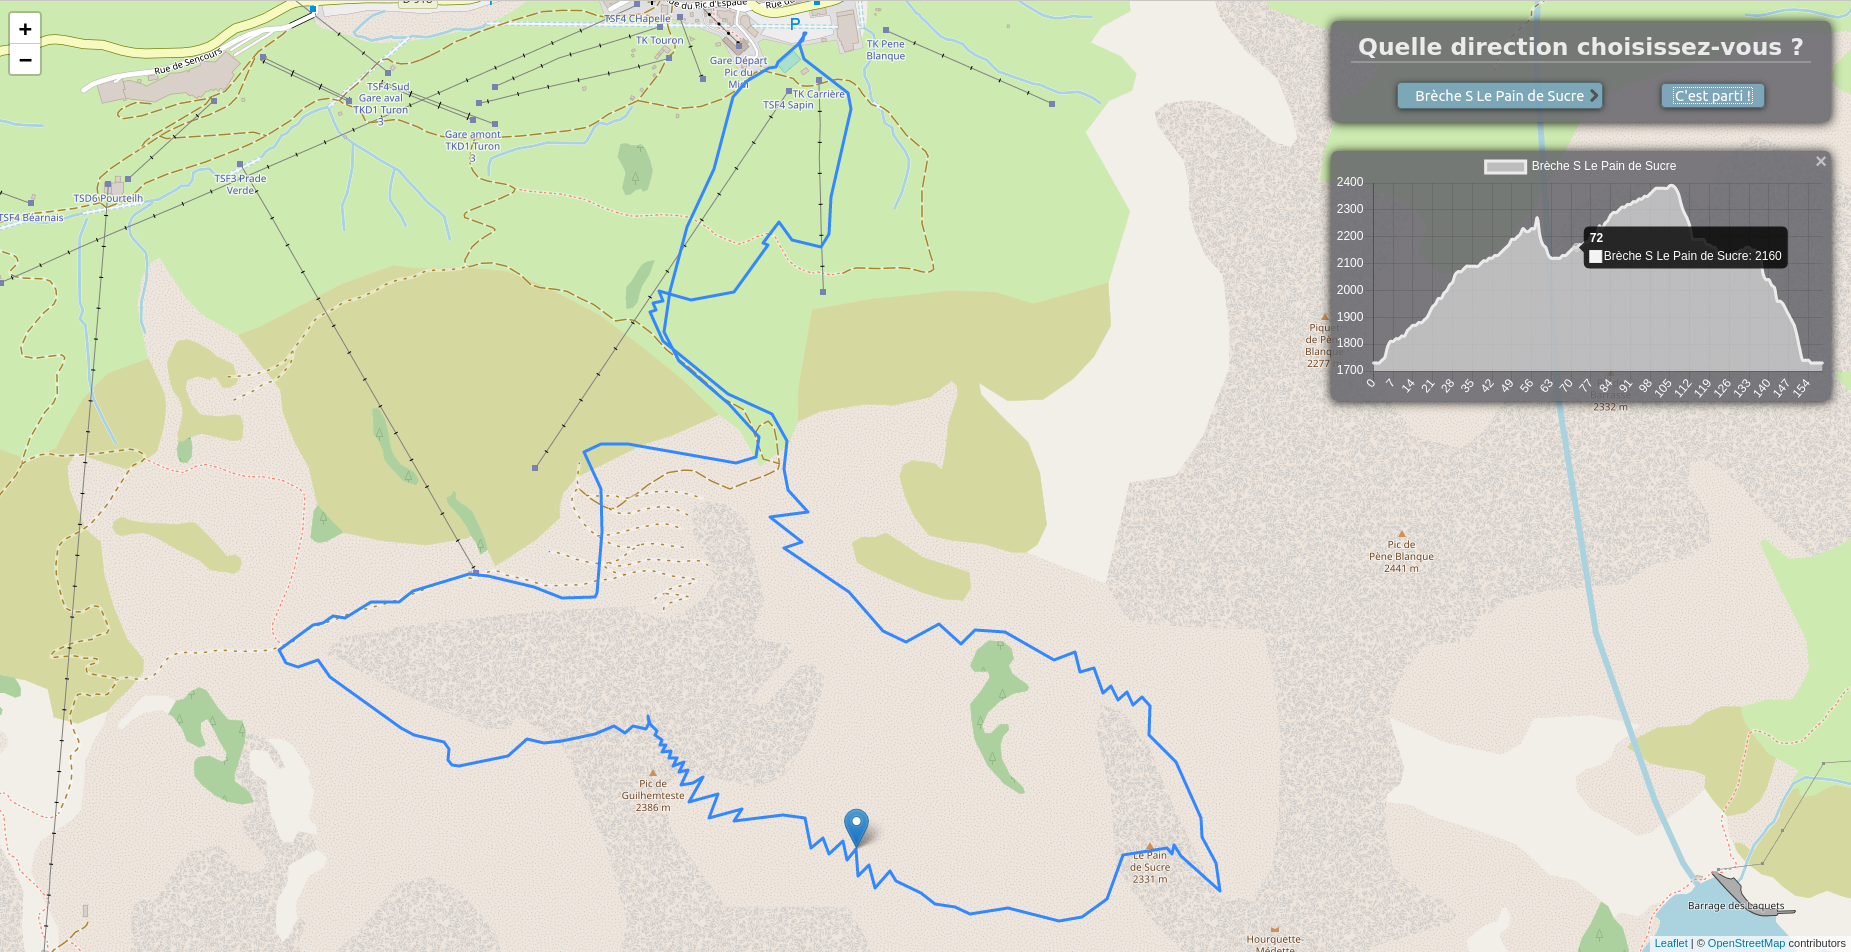 +
−
Rue de Sencours
D 918
TSF4 CHapelle
TK Touron
Gare Départ
Pic du
Midi
P
TK Pene
Blanque
TK Carrière
TSF4 Sapin
TSF4 Sud
Gare aval
TKD1 Turon
3
Gare amont
TKD1 Turon
3
TSF3 Prade
Verde
TSD6 Pourteilh
TSF4 Béarnais
Quelle direction choisissez-vous ?
Brèche S Le Pain de Sucre
C'est parti !
×
Brèche S Le Pain de Sucre
2400
2300
2200
2100
2000
1900
1800
1700
72
Brèche S Le Pain de Sucre: 2160
0 7 14 21 28 35 42 49 56 63 70 77 84 91 98 105 112 119 126 133 140 147 154
2277
2332 m
Pic de
Pène Blanque
2441 m
Pic de
Guilhemteste
2386 m
Le Pain
de Sucre
2331 m
Hourquette
Médette
Barrage des Laquets
Leaflet | © OpenStreetMap contributors